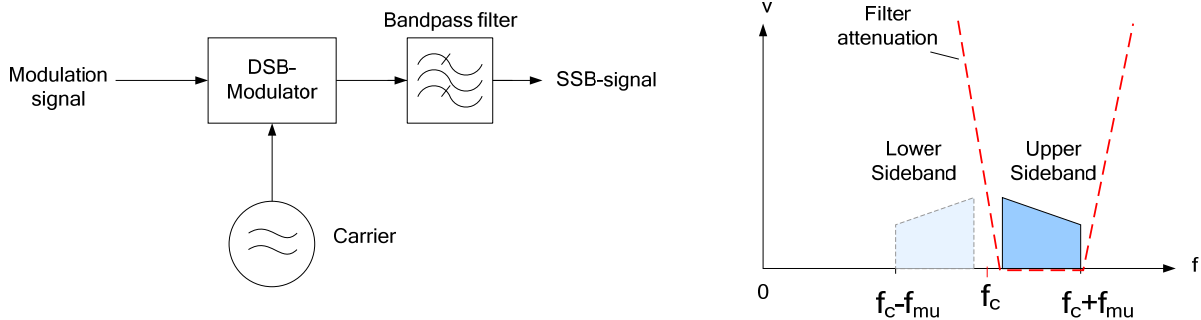 Bandpass filter
Modulation
signal
DSB-
Modulator
SSB-signal
Carrier
v
Filter
attenuation
Lower
Sideband
Upper
Sideband
f
0
fc-fmu
fc
fc+fmu